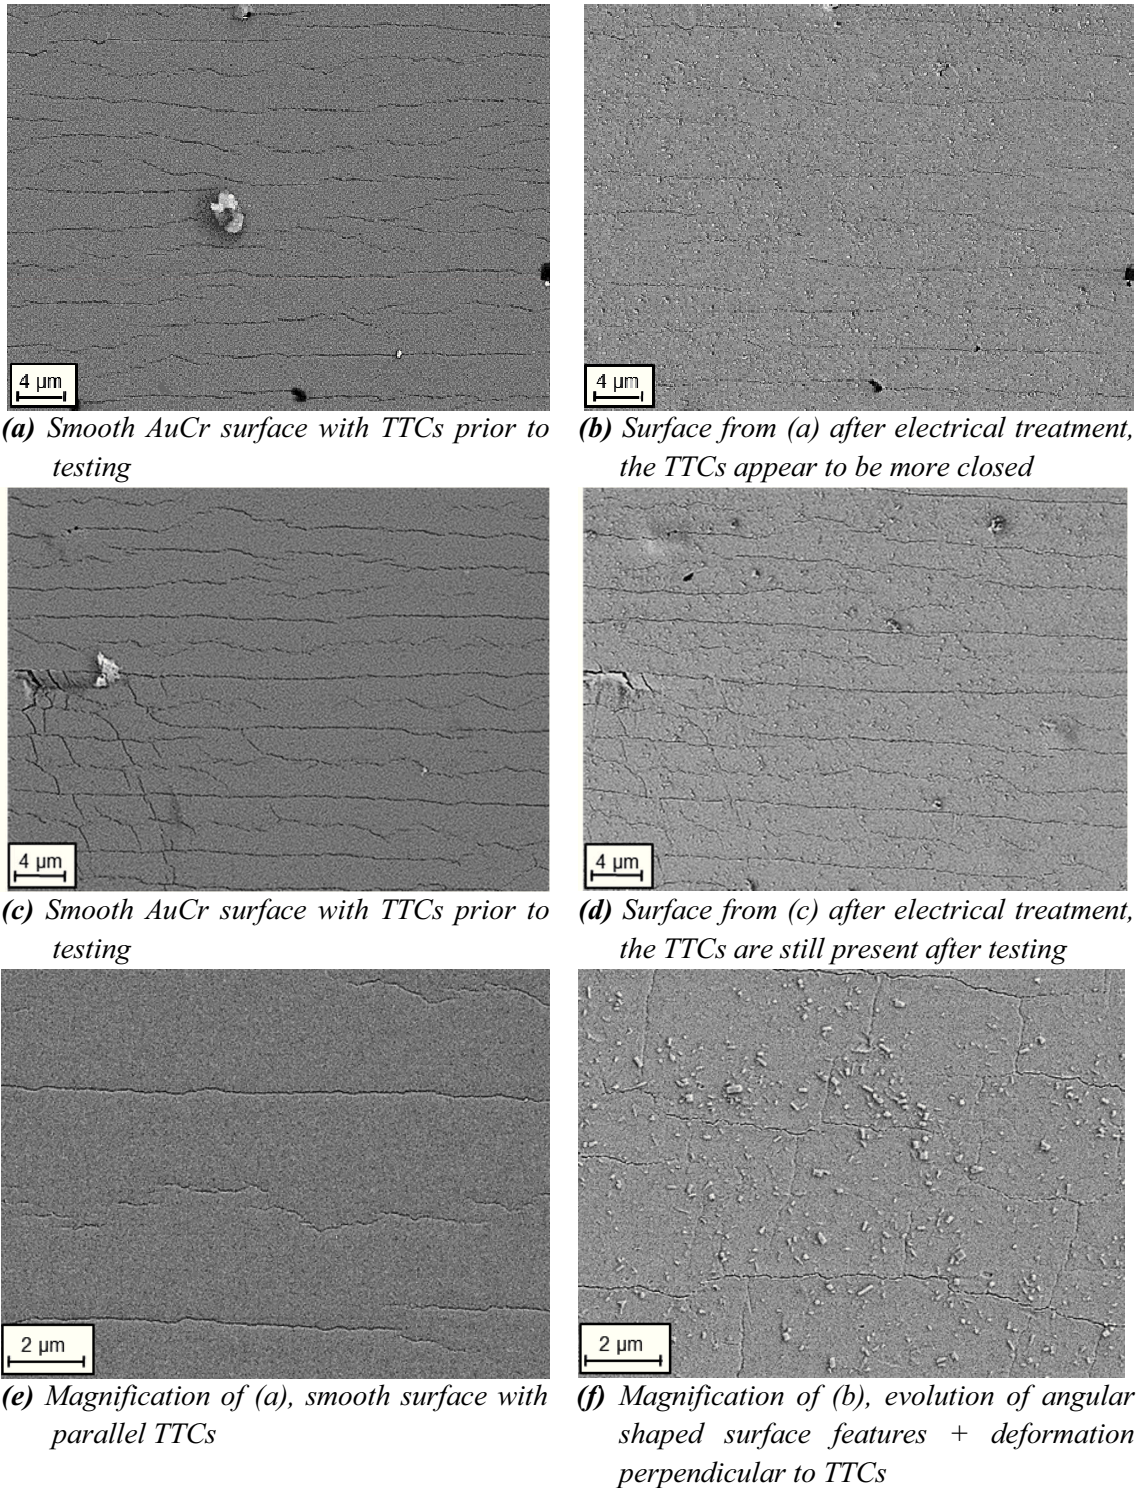 4 µm
4 µm
(a) Smooth AuCr surface with TTCs prior to
testing
(b) Surface from (a) after electrical treatment,
the TTCs appear to be more closed
4 µm
4 µm
(c) Smooth AuCr surface with TTCs prior to
testing
(d) Surface from (c) after electrical treatment,
the TTCs are still present after testing
2 µm
2 µm
(e) Magnification of (a), smooth surface with
parallel TTCs
(f) Magnification of (b), evolution of angular
shaped surface features + deformation
perpendicular to TTCs